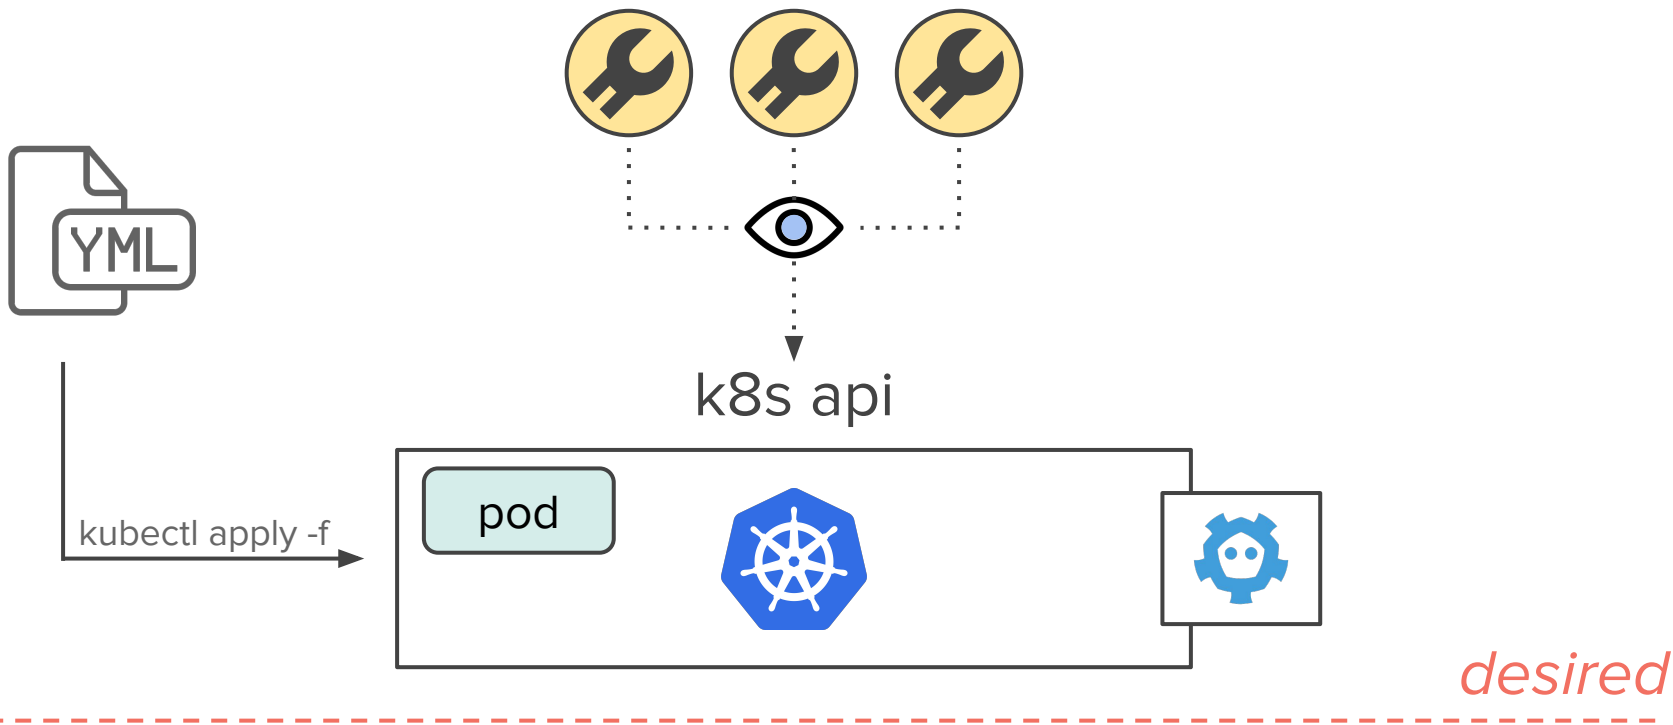 YML
k8s api
pod
kubectl apply -f
desired